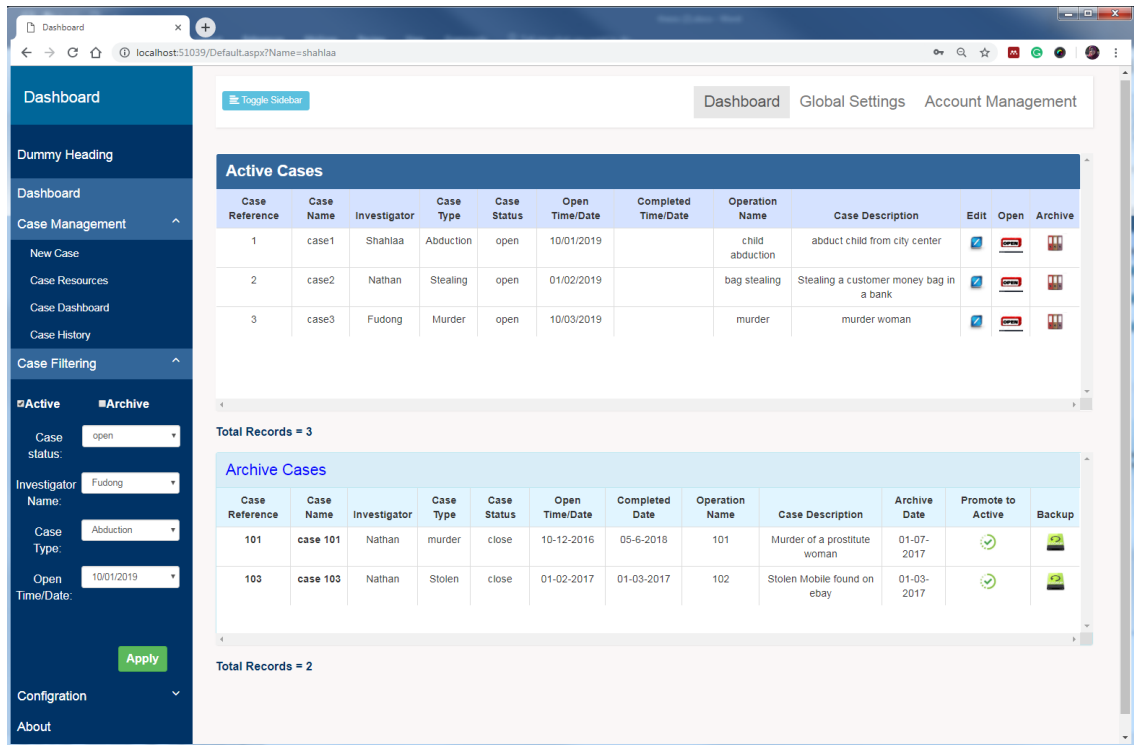 Dashboard
localhost:51039/Default.aspx?Name=shahlaa
Dashboard
Toggle Sidebar
Dashboard Global Settings Account Management
Dummy Heading
Dashboard
Case Management
New Case
Case Resources
Case Dashboard
Case History
Case Filtering
Active Archive
Case status: open
Investigator Name: Fudong
Case Type: Abduction
Open Time/Date: 10/01/2019
Apply
Configration
About
Active Cases
Case Reference Case Name Investigator Case Type Case Status Open Time/Date Completed Time/Date Operation Name Case Description Edit Open Archive
1 case1 Shahlaa Abduction open 10/01/2019 child abduction abduct child from city center OPEN
2 case2 Nathan Stealing open 01/02/2019 bag stealing Stealing a customer money bag in a bank OPEN
3 case3 Fudong Murder open 10/03/2019 murder murder woman OPEN
Total Records = 3
Archive Cases
Case Reference Case Name Investigator Case Type Case Status Open Time/Date Completed Date Operation Name Case Description Archive Date Promote to Active Backup
101 case 101 Nathan murder close 10-12-2016 05-6-2018 101 Murder of a prostitute woman 01-07-2017
103 case 103 Nathan Stolen close 01-02-2017 01-03-2017 102 Stolen Mobile found on ebay 01-03-2017
Total Records = 2